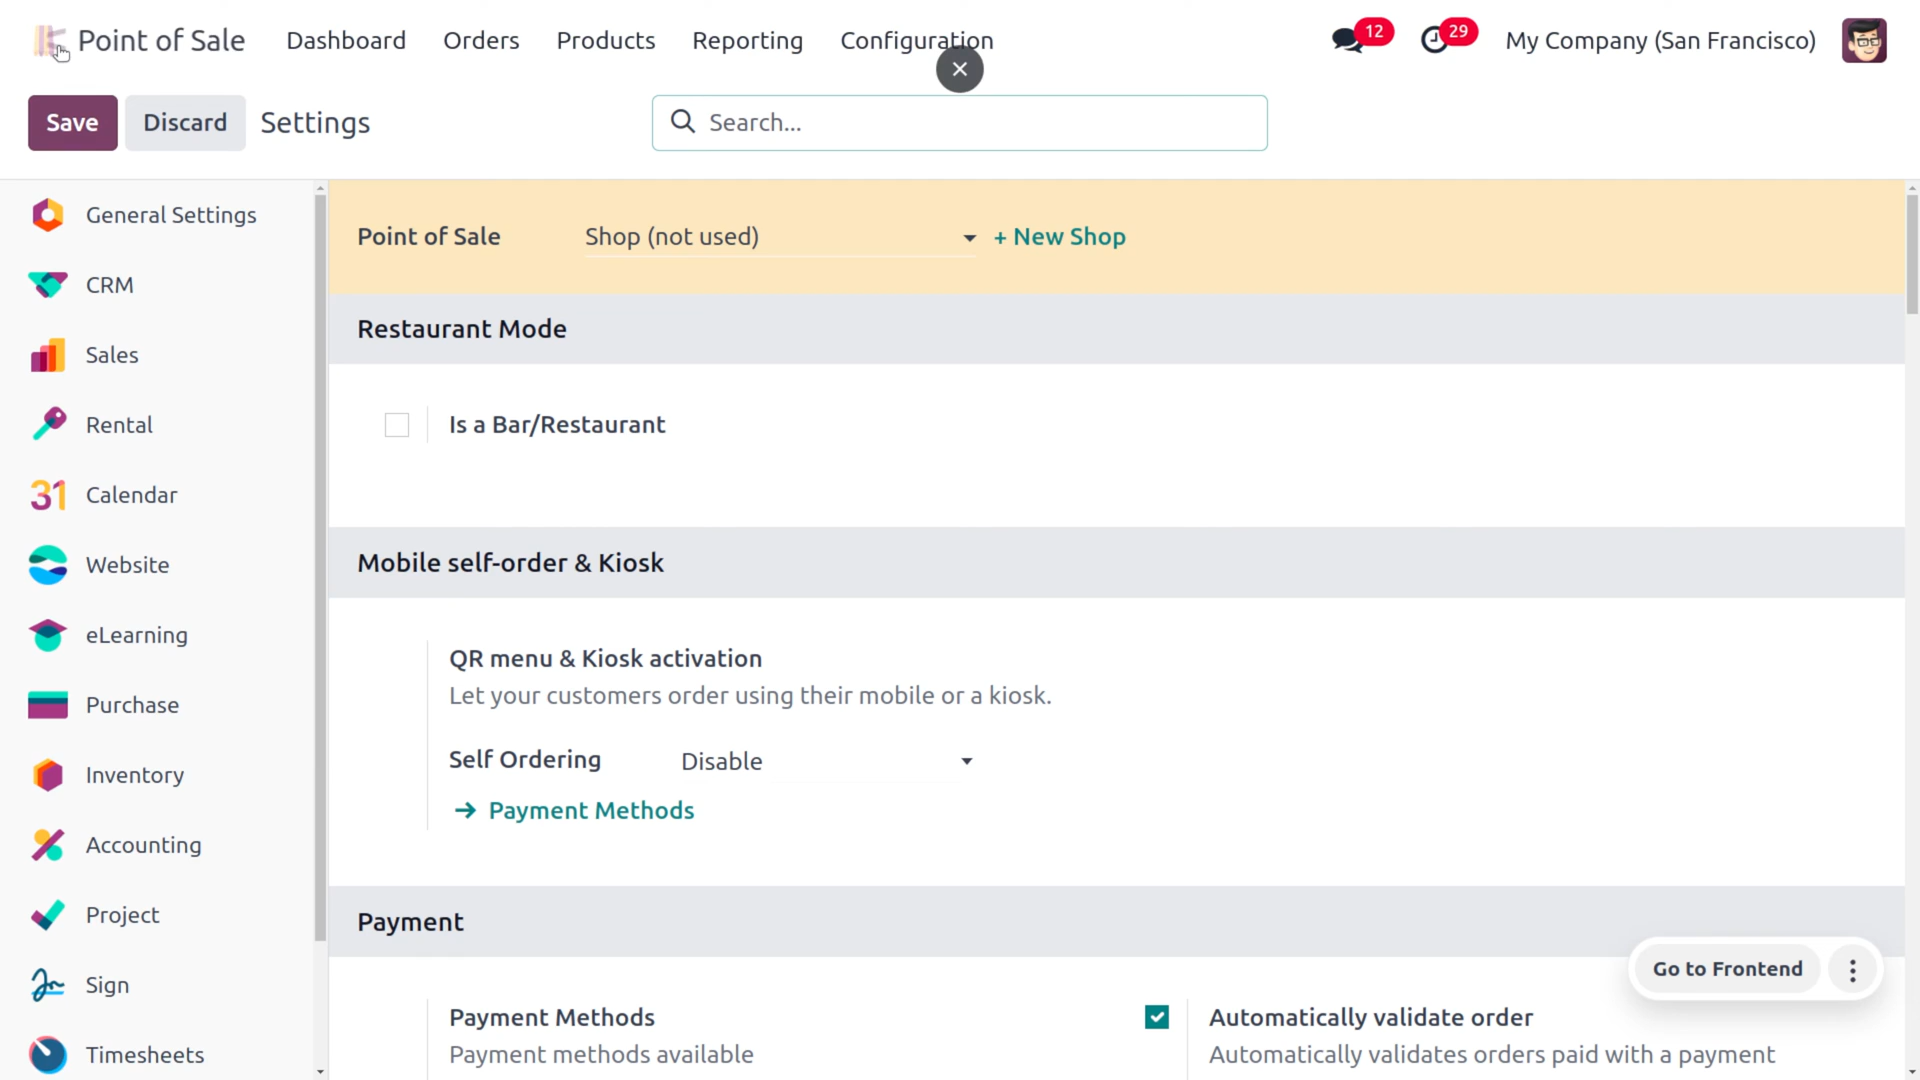 Point of Sale Dashboard Orders Products Reporting Configuration 12 29 My Company (San Francisco)
Save Discard Settings Search...
General Settings
CRM
Sales
Rental
31 Calendar
Website
eLearning
Purchase
Inventory
Accounting
Project
Sign
Timesheets
Point of Sale Shop (not used) + New Shop
Restaurant Mode
Is a Bar/Restaurant
Mobile self-order & Kiosk
QR menu & Kiosk activation
Let your customers order using their mobile or a kiosk.
Self Ordering Disable
→ Payment Methods
Payment
Go to Frontend
Payment Methods Automatically validate order
Payment methods available Automatically validates orders paid with a payment